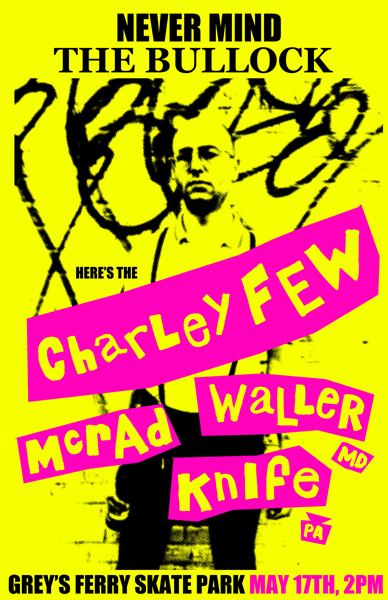 NEVER MIND
THE BULLOCK
HERE'S THE
CharLey FEW
WaLLER
MD
McrAd
KnIfe
PA
GREY'S FERRY SKATE PARK MAY 17TH, 2PM